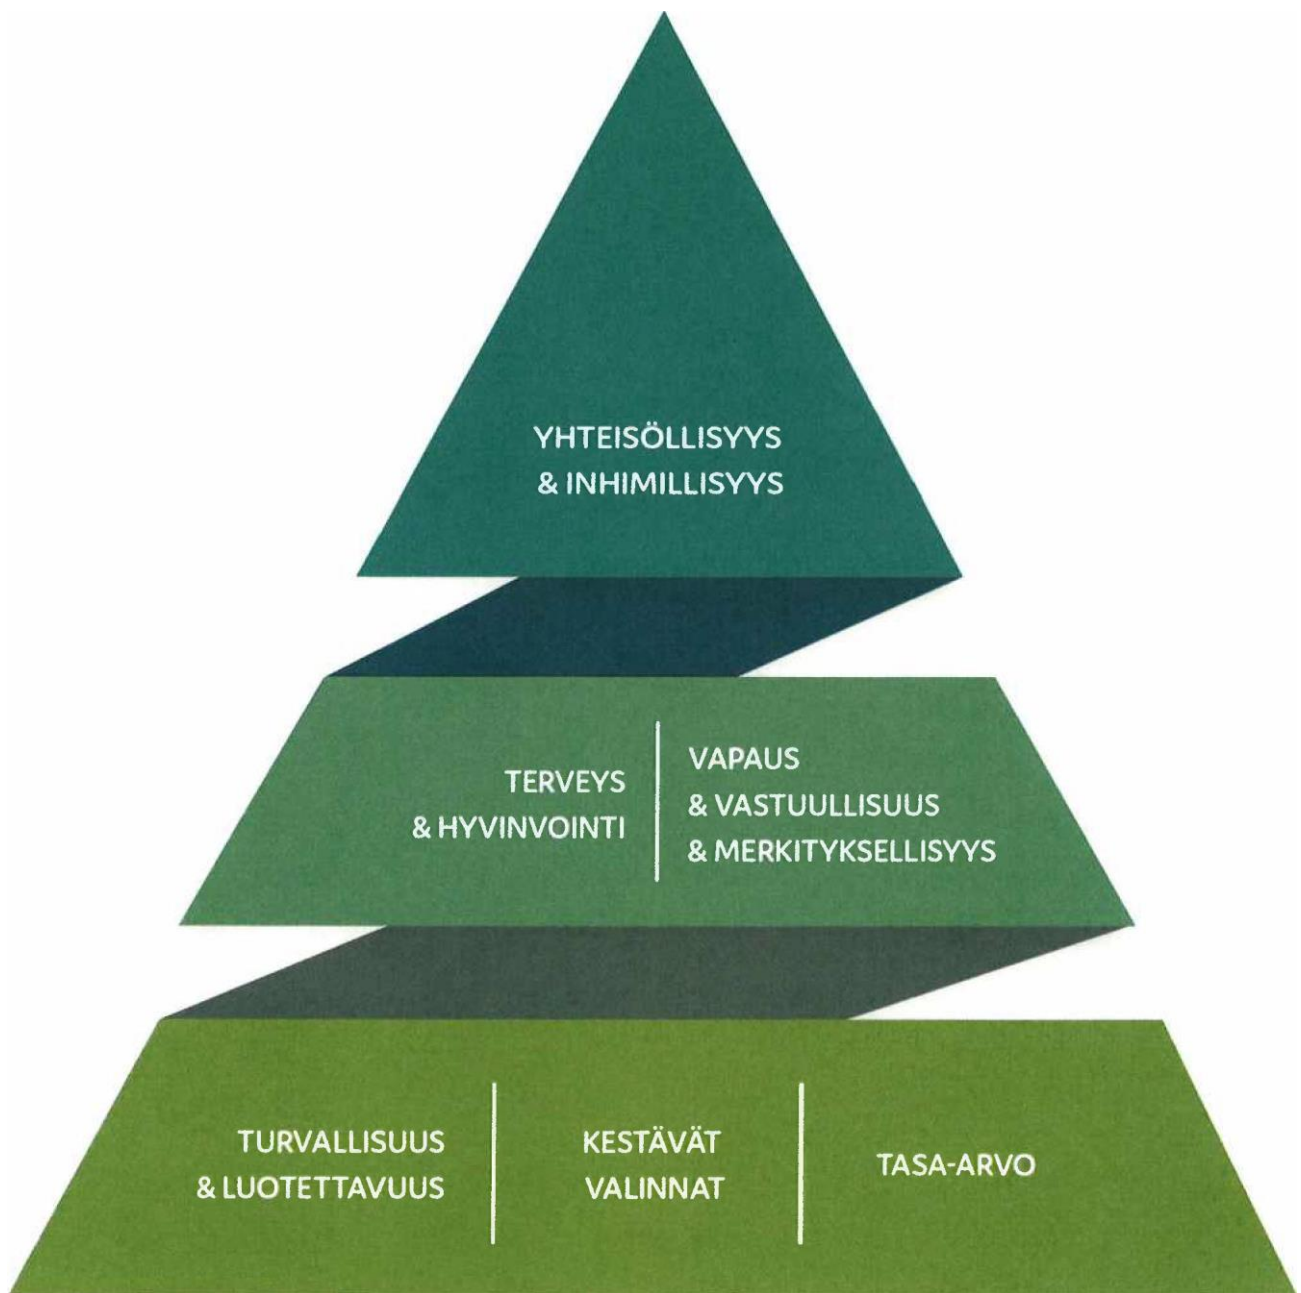 YHTEISÖLLISYYS
& INHIMILLISYYS
TERVEYS
& HYVINVOINTI
VAPAUS
& VASTUULLISUUS
& MERKITYKSELLISYYS
TURVALLISUUS
& LUOTETTAVUUS
KESTÄVÄT
VALINNAT
TASA-ARVO